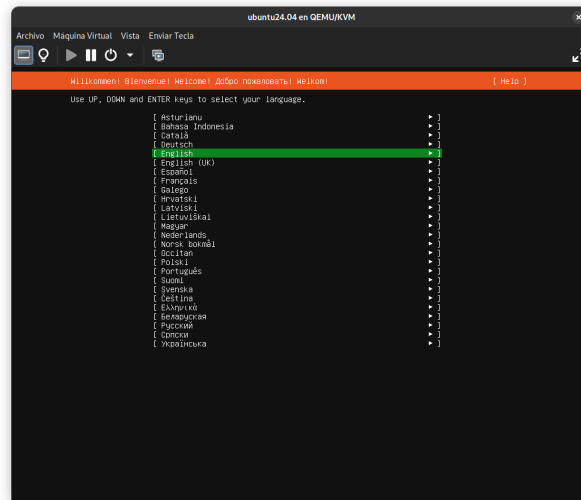 ubuntu24.04 en QEMU/KVM
Archivo Máquina Virtual Vista Enviar Tecla
Willkommen! Bienvenue! Welcome! Добро пожаловать! Welkom! [ Help ]
Use UP, DOWN and ENTER keys to select your language.
[ Asturianu ► ]
[ Bahasa Indonesia ► ]
[ Català ► ]
[ Deutsch ► ]
[ English ► ]
[ English (UK) ► ]
[ Español ► ]
[ Français ► ]
[ Galego ► ]
[ Hrvatski ► ]
[ Latviski ► ]
[ Lietuviškai ► ]
[ Magyar ► ]
[ Nederlands ► ]
[ Norsk bokmål ► ]
[ Occitan ► ]
[ Polski ► ]
[ Português ► ]
[ Suomi ► ]
[ Svenska ► ]
[ Čeština ► ]
[ Ελληνικά ► ]
[ Беларуская ► ]
[ Русский ► ]
[ Српски ► ]
[ Українська ► ]